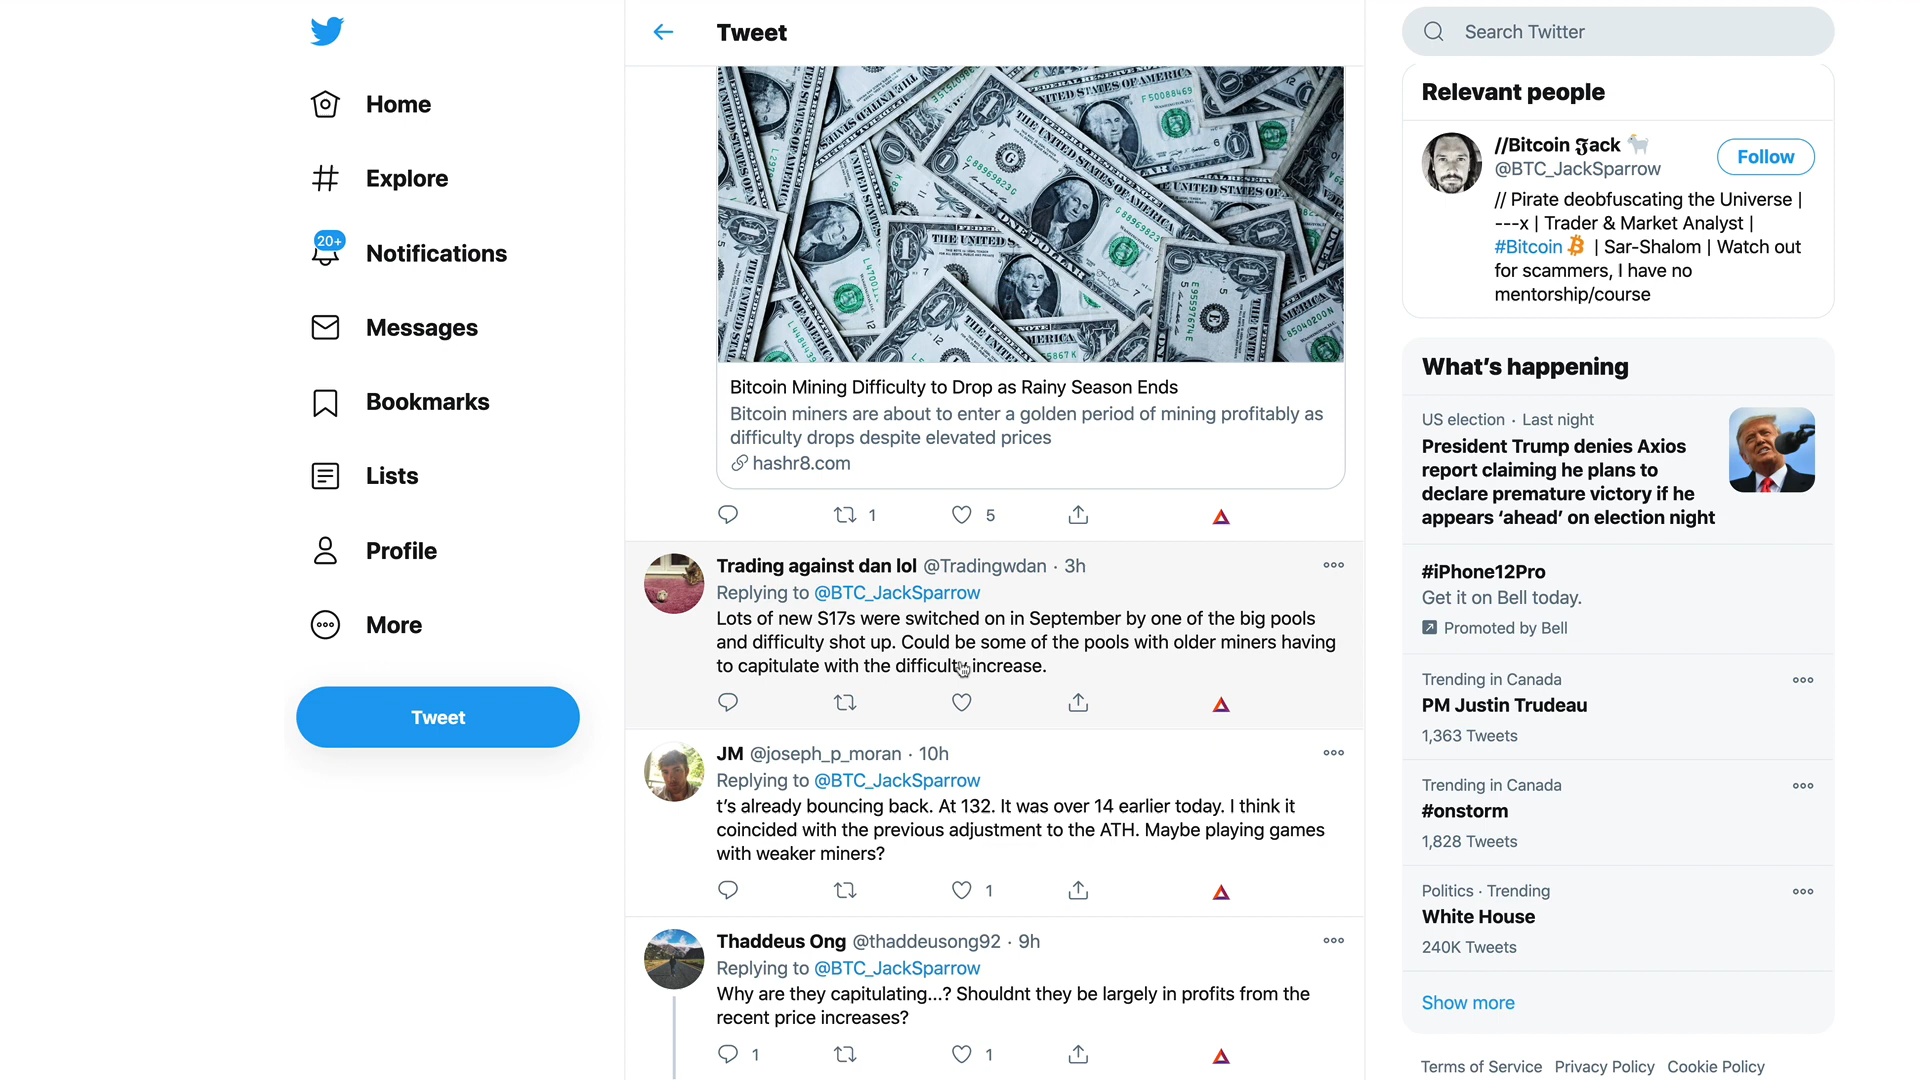 Home
Explore
20+
Notifications
Messages
Bookmarks
Lists
Profile
More
Tweet
Tweet
THE UNITED STATES OF AMERICA
F 50088469
G 88969823 G
Bitcoin Mining Difficulty to Drop as Rainy Season Ends
Bitcoin miners are about to enter a golden period of mining profitably as
difficulty drops despite elevated prices
hashr8.com
1
5
Trading against dan lol @Tradingwdan · 3h
Replying to @BTC_JackSparrow
Lots of new S17s were switched on in September by one of the big pools
and difficulty shot up. Could be some of the pools with older miners having
to capitulate with the difficulty increase.
JM @joseph_p_moran · 10h
Replying to @BTC_JackSparrow
t's already bouncing back. At 132. It was over 14 earlier today. I think it
coincided with the previous adjustment to the ATH. Maybe playing games
with weaker miners?
1
Thaddeus Ong @thaddeusong92 · 9h
Replying to @BTC_JackSparrow
Why are they capitulating...? Shouldnt they be largely in profits from the
recent price increases?
1
1
Search Twitter
Relevant people
//Bitcoin 𝕵ack 🐐
@BTC_JackSparrow
Follow
// Pirate deobfuscating the Universe |
---x | Trader & Market Analyst |
#Bitcoin | Sar-Shalom | Watch out
for scammers, I have no
mentorship/course
What's happening
US election · Last night
President Trump denies Axios
report claiming he plans to
declare premature victory if he
appears 'ahead' on election night
#iPhone12Pro
Get it on Bell today.
Promoted by Bell
Trending in Canada
PM Justin Trudeau
1,363 Tweets
Trending in Canada
#onstorm
1,828 Tweets
Politics · Trending
White House
240K Tweets
Show more
Terms of Service Privacy Policy Cookie Policy